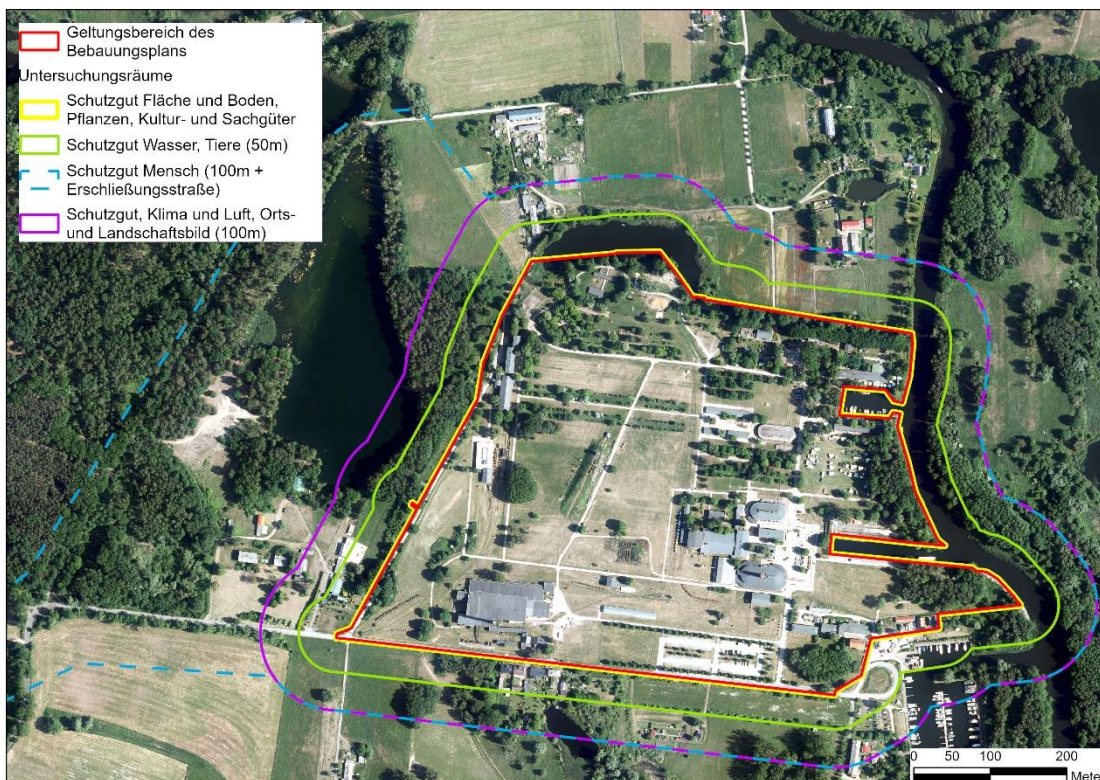 Geltungsbereich des
Bebauungsplans
Untersuchungsräume
Schutzgut Fläche und Boden,
Pflanzen, Kultur- und Sachgüter
Schutzgut Wasser, Tiere (50m)
Schutzgut Mensch (100m +
Erschließungsstraße)
Schutzgut, Klima und Luft, Orts-
und Landschaftsbild (100m)
0 50 100 200
Mete